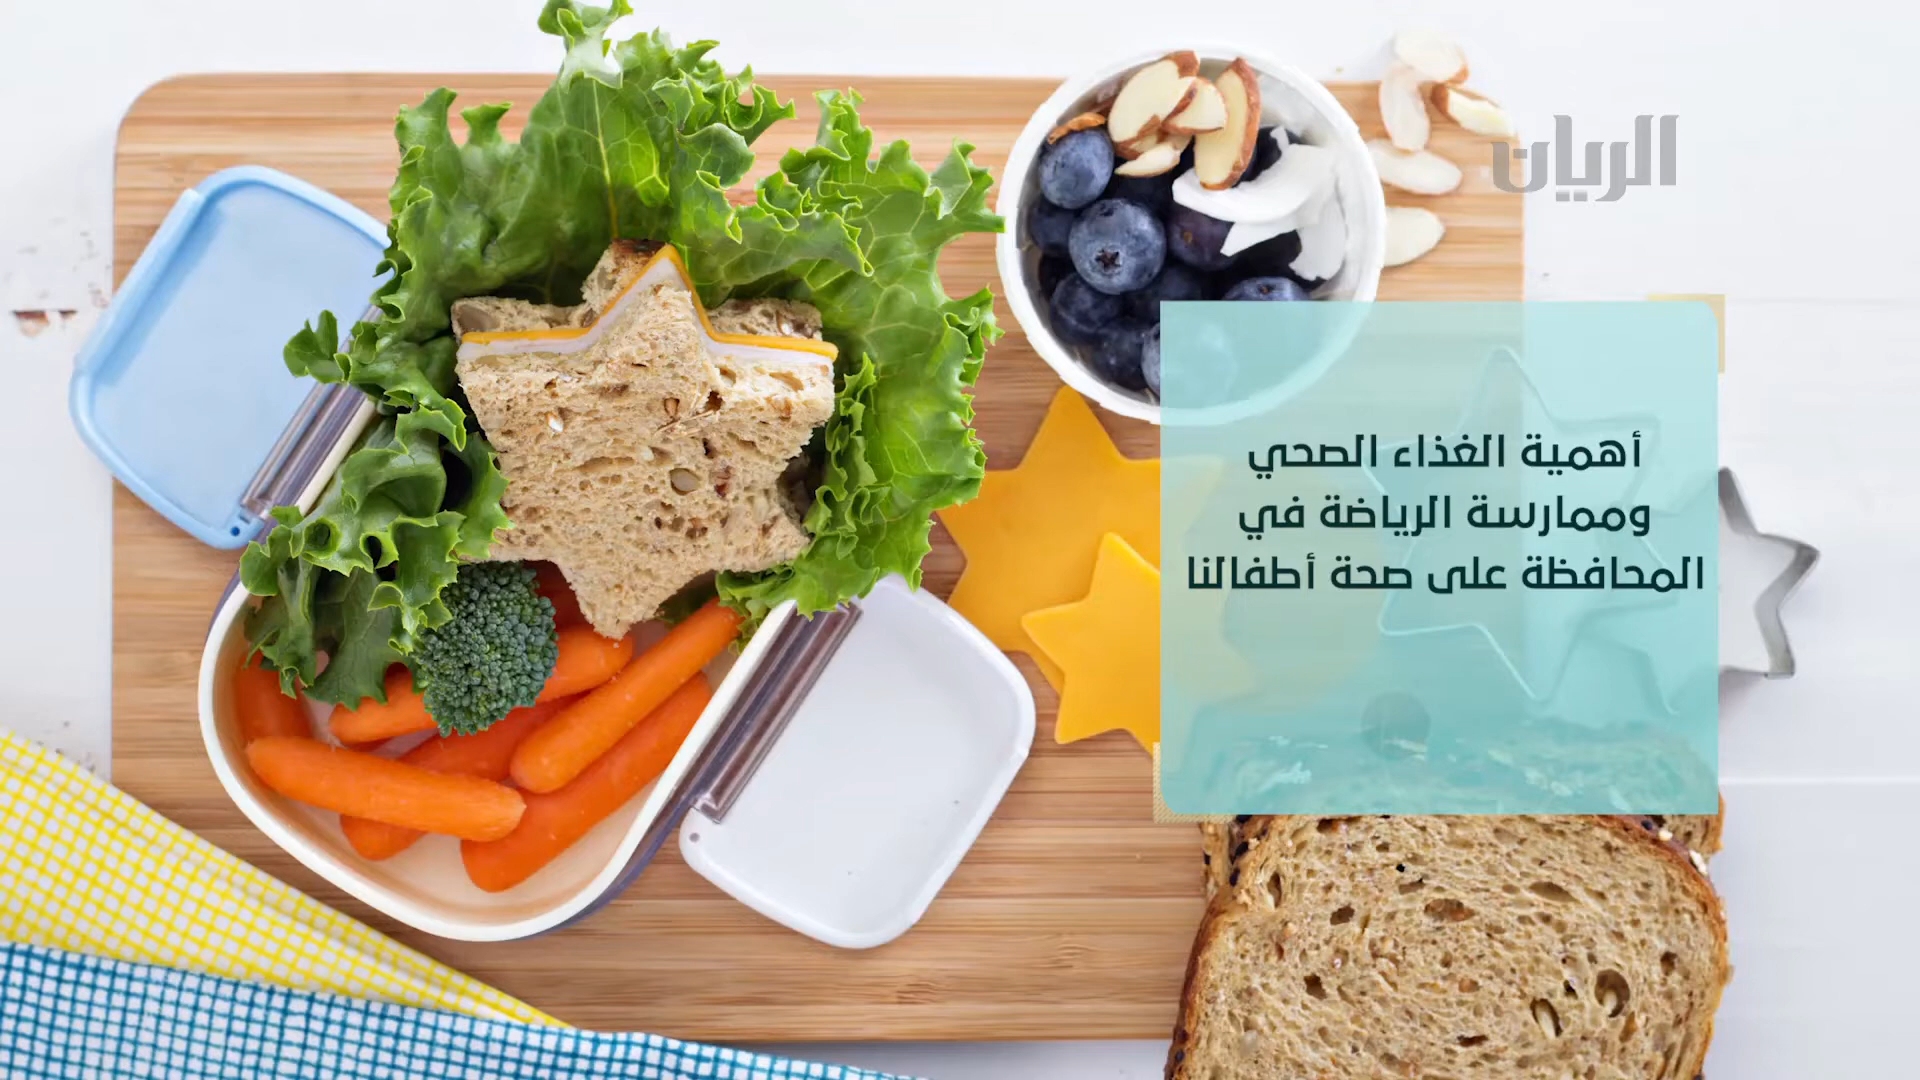 الريان
أهمية الغذاء الصحي
وممارسة الرياضة في
المحافظة على صحة أطفالنا